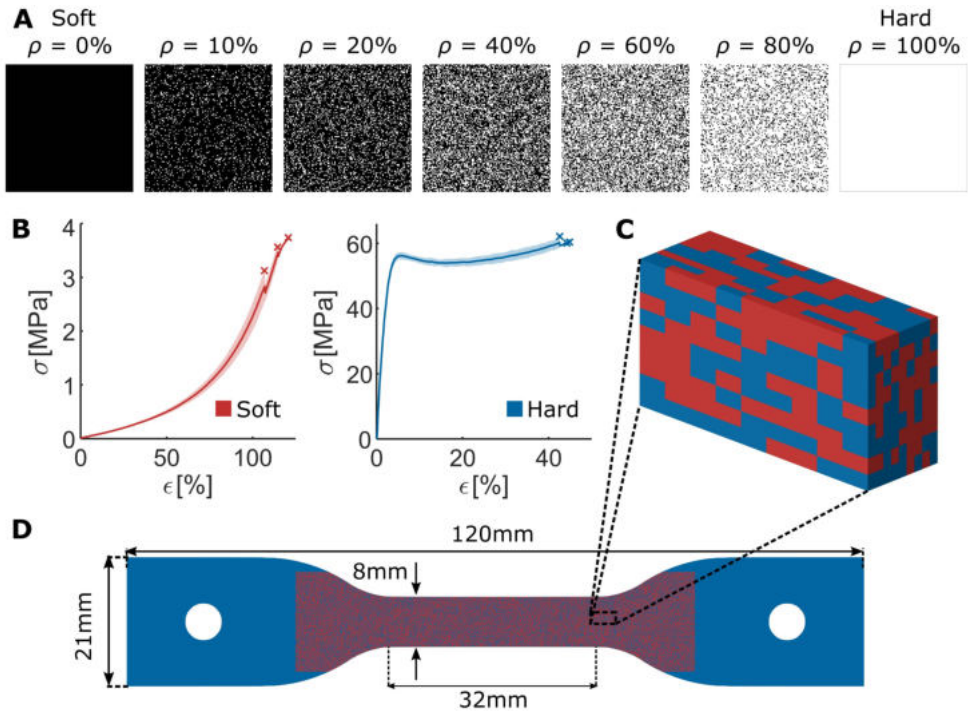 A
Soft
Hard
ρ = 0%
ρ = 10%
ρ = 20%
ρ = 40%
ρ = 60%
ρ = 80%
ρ = 100%
B
4
3
2
1
0
σ[MPa]
0
50
100
ϵ[%]
Soft
60
40
20
0
σ[MPa]
0
20
40
ϵ[%]
Hard
C
D
120mm
8mm
21mm
32mm